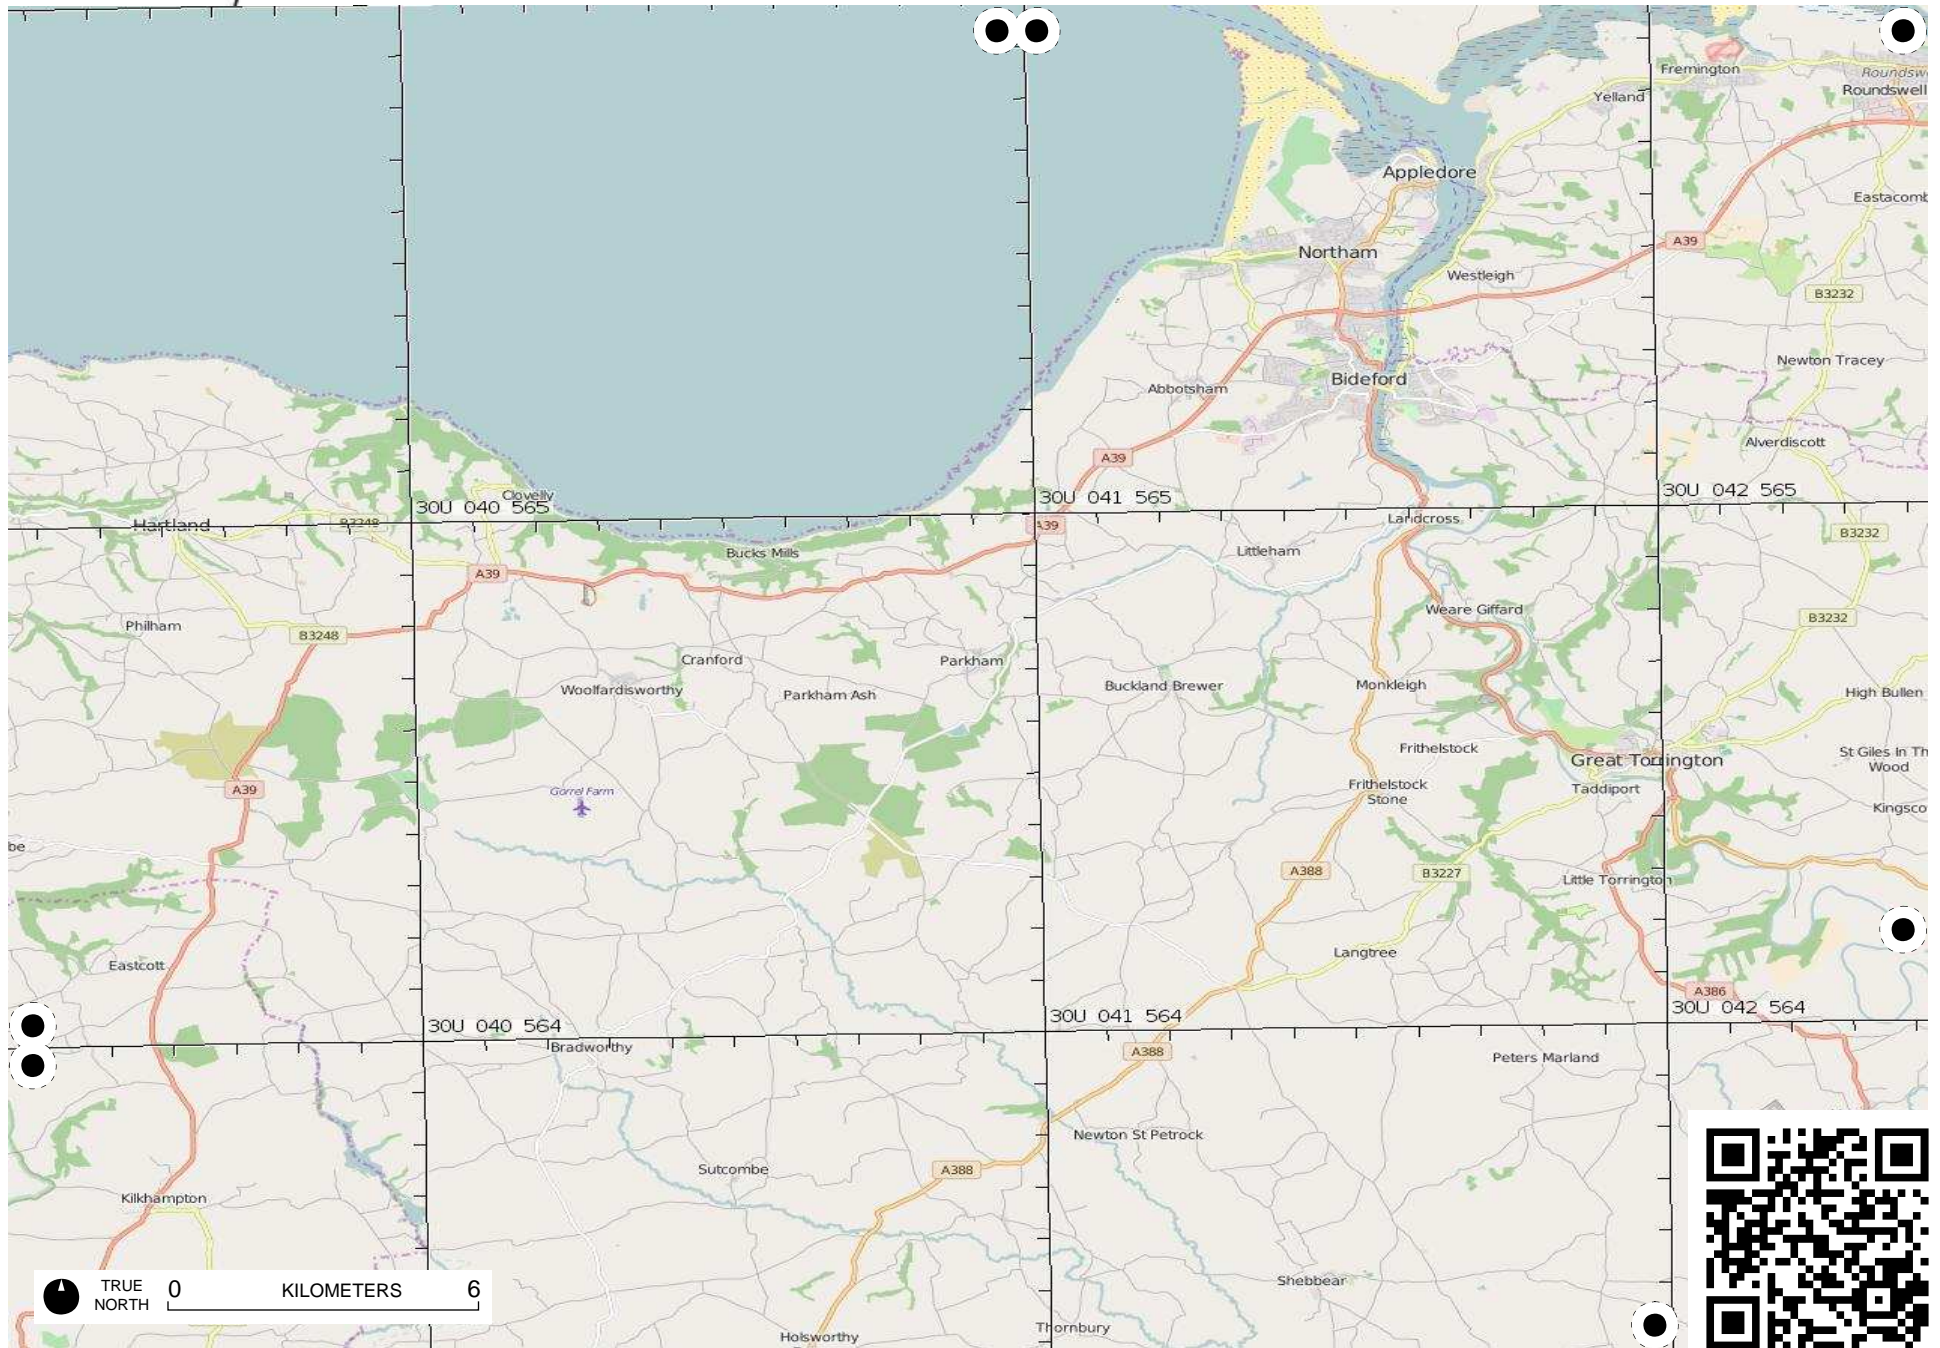 Fremington
Roundsw
Roundswell
Yelland
Appledore
Eastacomb
Northam
A39
Westleigh
B3232
Newton Tracey
Bideford
Abbotsham
Alverdiscott
A39
Clovelly
30U 040 565
30U 041 565
30U 042 565
Hartland
B3248
A39
Landcross
B3232
Bucks Mills
Littleham
A39
Weare Giffard
B3232
Philham
B3248
Cranford
Parkham
Woolfardisworthy
Parkham Ash
Buckland Brewer
Monkleigh
High Bullen
Frithelstock
Great Torrington
St Giles In Th
Wood
A39
Gorrel Farm
Frithelstock
Stone
Taddiport
Kingsco
be
A388
B3227
Little Torrington
Eastcott
Langtree
A386
30U 040 564
30U 041 564
30U 042 564
Bradworthy
A388
Peters Marland
Newton St Petrock
Sutcombe
A388
Kilkhampton
Shebbear
TRUE
NORTH
0 KILOMETERS 6
Holsworthy
Thornbury